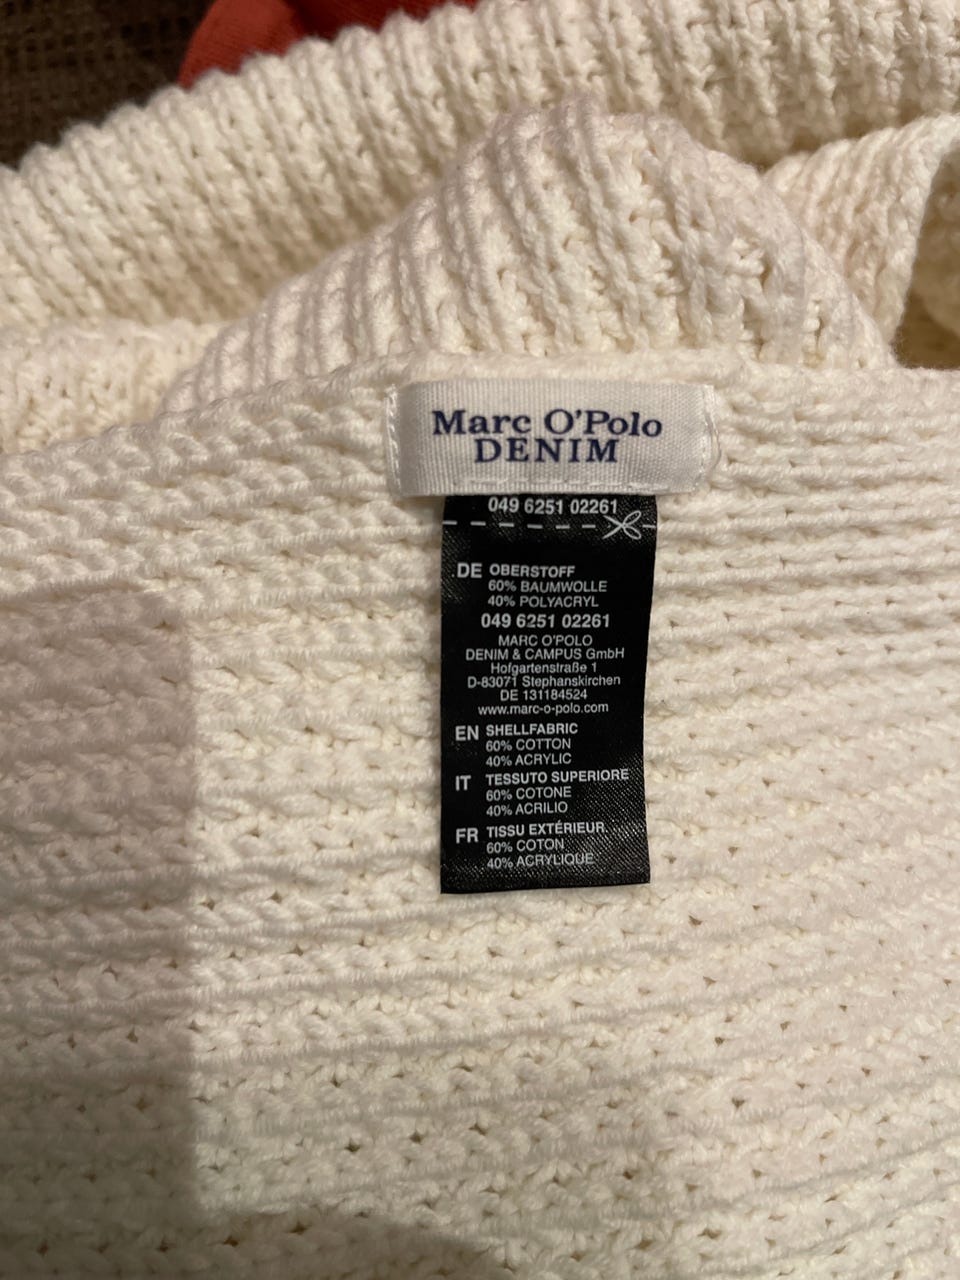 Marc O'Polo
DENIM
049 6251 02261
DE OBERSTOFF
60% BAUMWOLLE
40% POLYACRYL
049 6251 02261
MARC O'POLO
DENIM & CAMPUS GmbH
Hofgartenstraße 1
D-83071 Stephanskirchen
DE 131184524
www.marc-o-polo.com
EN SHELLFABRIC
60% COTTON
40% ACRYLIC
IT TESSUTO SUPERIORE
60% COTONE
40% ACRILIO
FR TISSU EXTÉRIEUR.
60% COTON
40% ACRYLIQUE